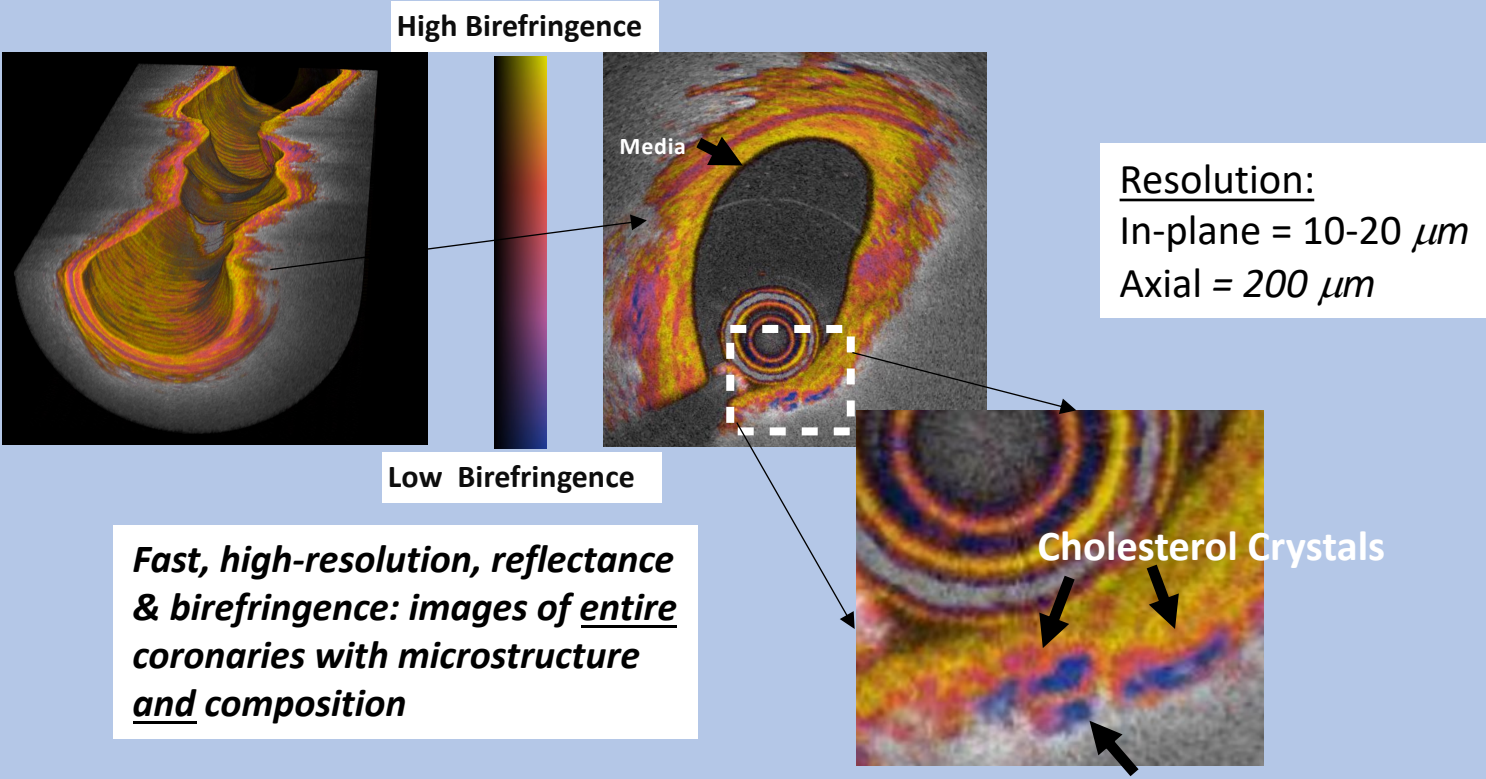 High Birefringence
Media
Resolution:
In-plane = 10-20 μm
Axial = 200 μm
Low Birefringence
Fast, high-resolution, reflectance
& birefringence: images of entire
coronaries with microstructure
and composition
Cholesterol Crystals